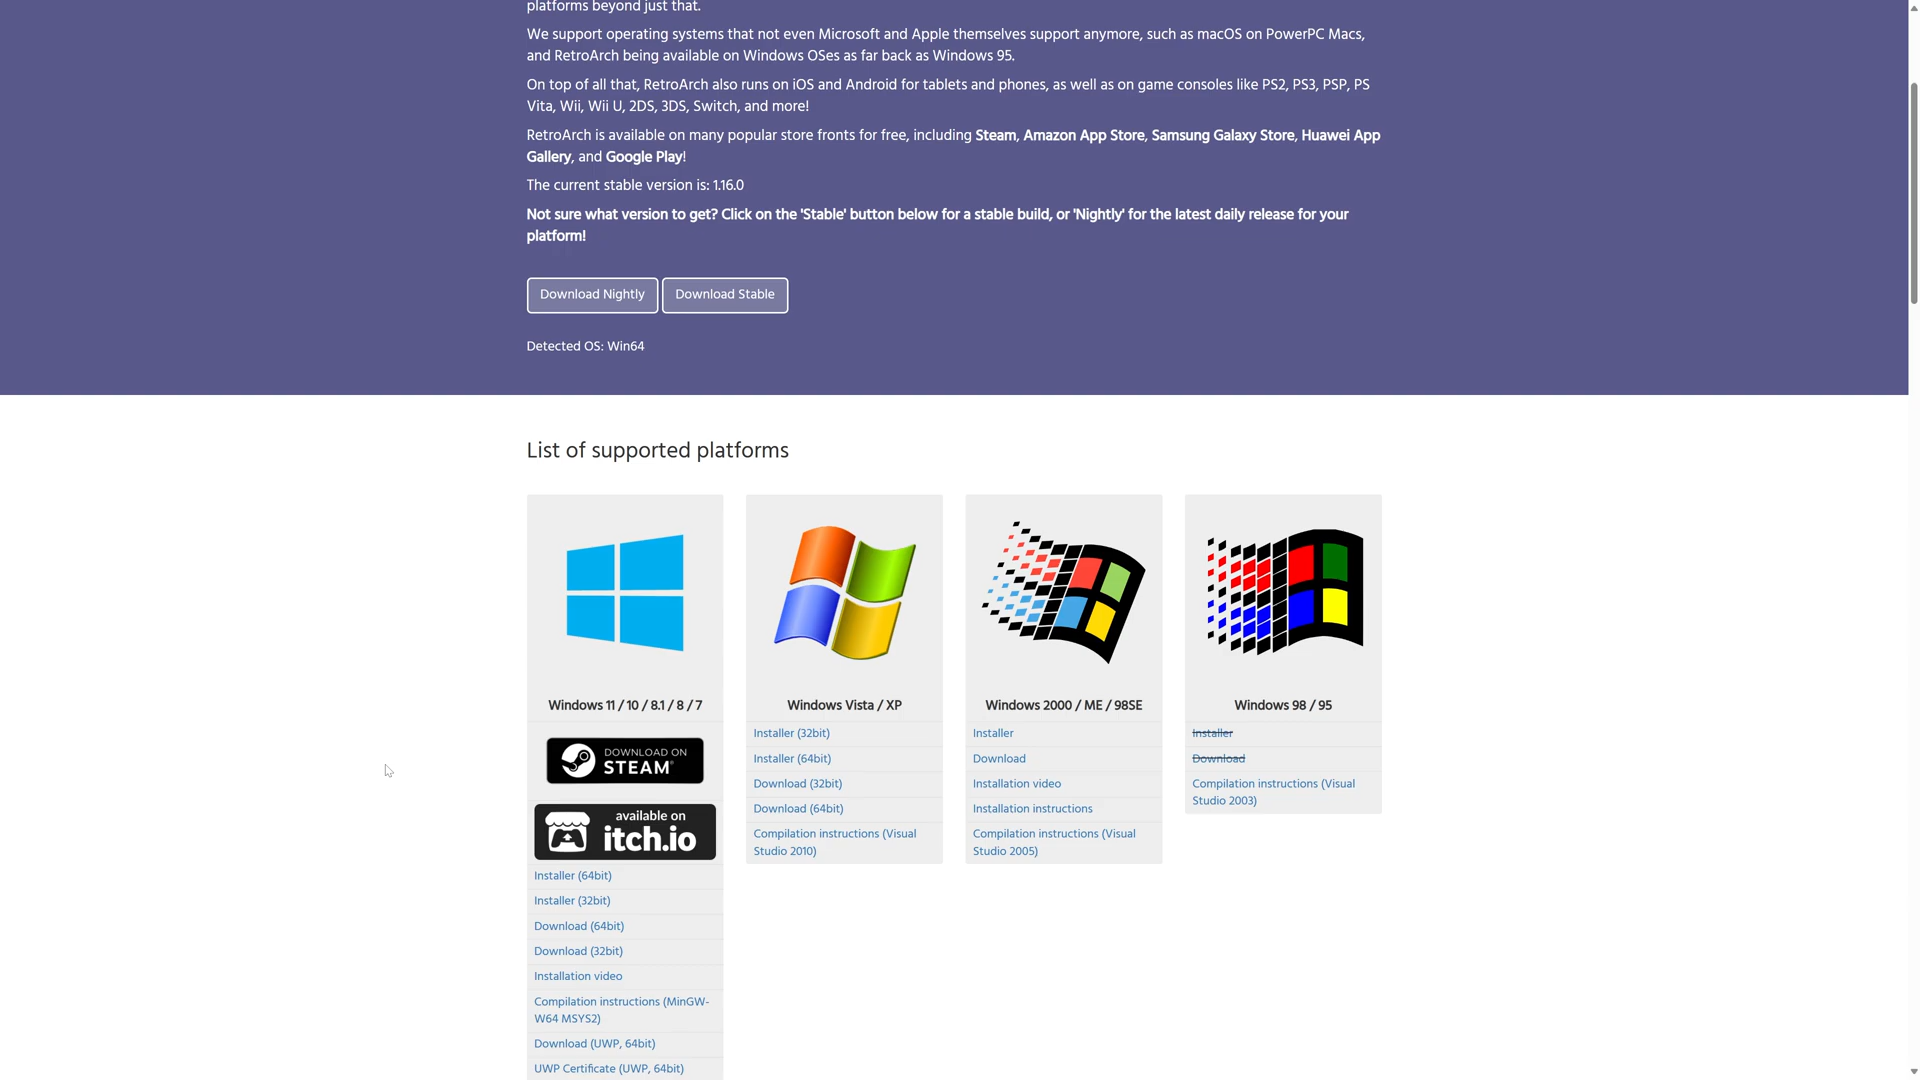 platforms beyond just that.
We support operating systems that not even Microsoft and Apple themselves support anymore, such as macOS on PowerPC Macs,
and RetroArch being available on Windows OSes as far back as Windows 95.
On top of all that, RetroArch also runs on iOS and Android for tablets and phones, as well as on game consoles like PS2, PS3, PSP, PS
Vita, Wii, Wii U, 2DS, 3DS, Switch, and more!
RetroArch is available on many popular store fronts for free, including Steam, Amazon App Store, Samsung Galaxy Store, Huawei App
Gallery, and Google Play!
The current stable version is: 1.16.0
Not sure what version to get? Click on the 'Stable' button below for a stable build, or 'Nightly' for the latest daily release for your
platform!
Download Nightly
Download Stable
Detected OS: Win64
List of supported platforms
Windows 11 / 10 / 8.1 / 8 / 7
DOWNLOAD ON
STEAM
available on
itch.io
Installer (64bit)
Installer (32bit)
Download (64bit)
Download (32bit)
Installation video
Compilation instructions (MinGW-
W64 MSYS2)
Download (UWP, 64bit)
UWP Certificate (UWP, 64bit)
Windows Vista / XP
Installer (32bit)
Installer (64bit)
Download (32bit)
Download (64bit)
Compilation instructions (Visual
Studio 2010)
Windows 2000 / ME / 98SE
Installer
Download
Installation video
Installation instructions
Compilation instructions (Visual
Studio 2005)
Windows 98 / 95
Installer
Download
Compilation instructions (Visual
Studio 2003)